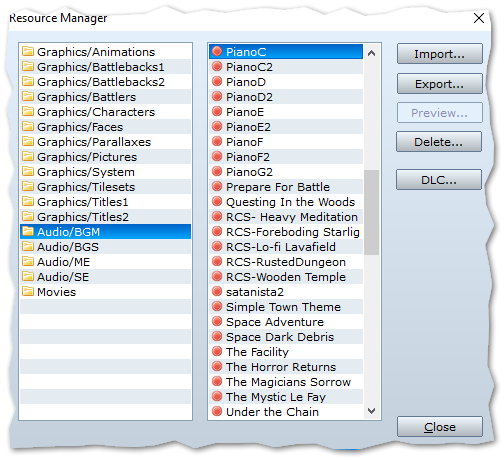 Resource Manager
Graphics/Animations
Graphics/Battlebacks1
Graphics/Battlebacks2
Graphics/Battlers
Graphics/Characters
Graphics/Faces
Graphics/Parallaxes
Graphics/Pictures
Graphics/System
Graphics/Tilesets
Graphics/Titles1
Graphics/Titles2
Audio/BGM
Audio/BGS
Audio/ME
Audio/SE
Movies
PianoC
PianoC2
PianoD
PianoD2
PianoE
PianoE2
PianoF
PianoF2
PianoG2
Prepare For Battle
Questing In the Woods
RCS- Heavy Meditation
RCS-Foreboding Starlig
RCS-Lo-fi Lavafield
RCS-RustedDungeon
RCS-Wooden Temple
satanista2
Simple Town Theme
Space Adventure
Space Dark Debris
The Facility
The Horror Returns
The Magicians Sorrow
The Mystic Le Fay
Under the Chain
Import...
Export...
Preview...
Delete...
DLC...
Close